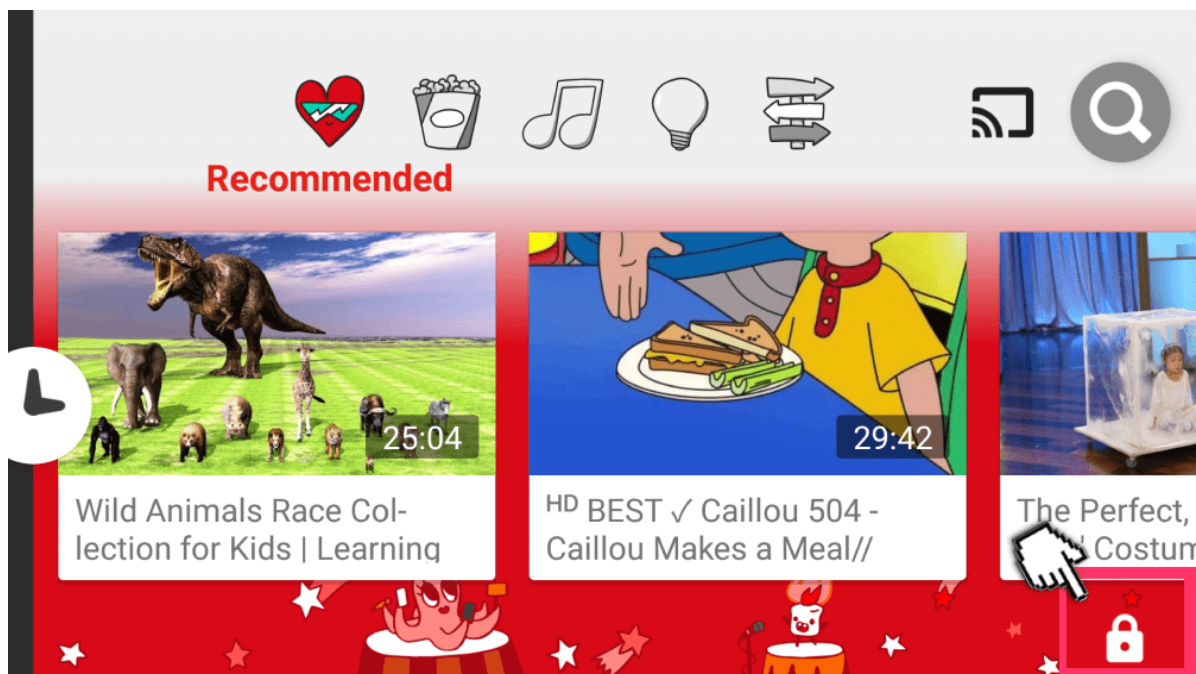 Recommended
25:04
29:42
Wild Animals Race Col-
lection for Kids | Learning
HD BEST ✓ Caillou 504 -
Caillou Makes a Meal//
The Perfect,
Costum